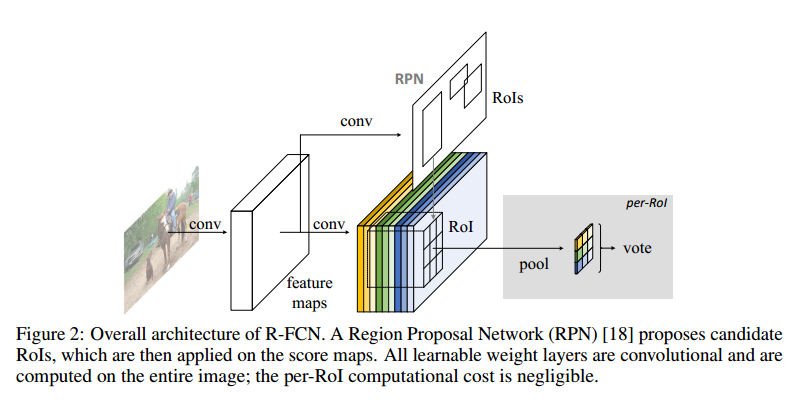 RPN
RoIs
conv
conv
conv
RoI
per-RoI
pool
vote
feature
maps
Figure 2: Overall architecture of R-FCN. A Region Proposal Network (RPN) [18] proposes candidate
RoIs, which are then applied on the score maps. All learnable weight layers are convolutional and are
computed on the entire image; the per-RoI computational cost is negligible.